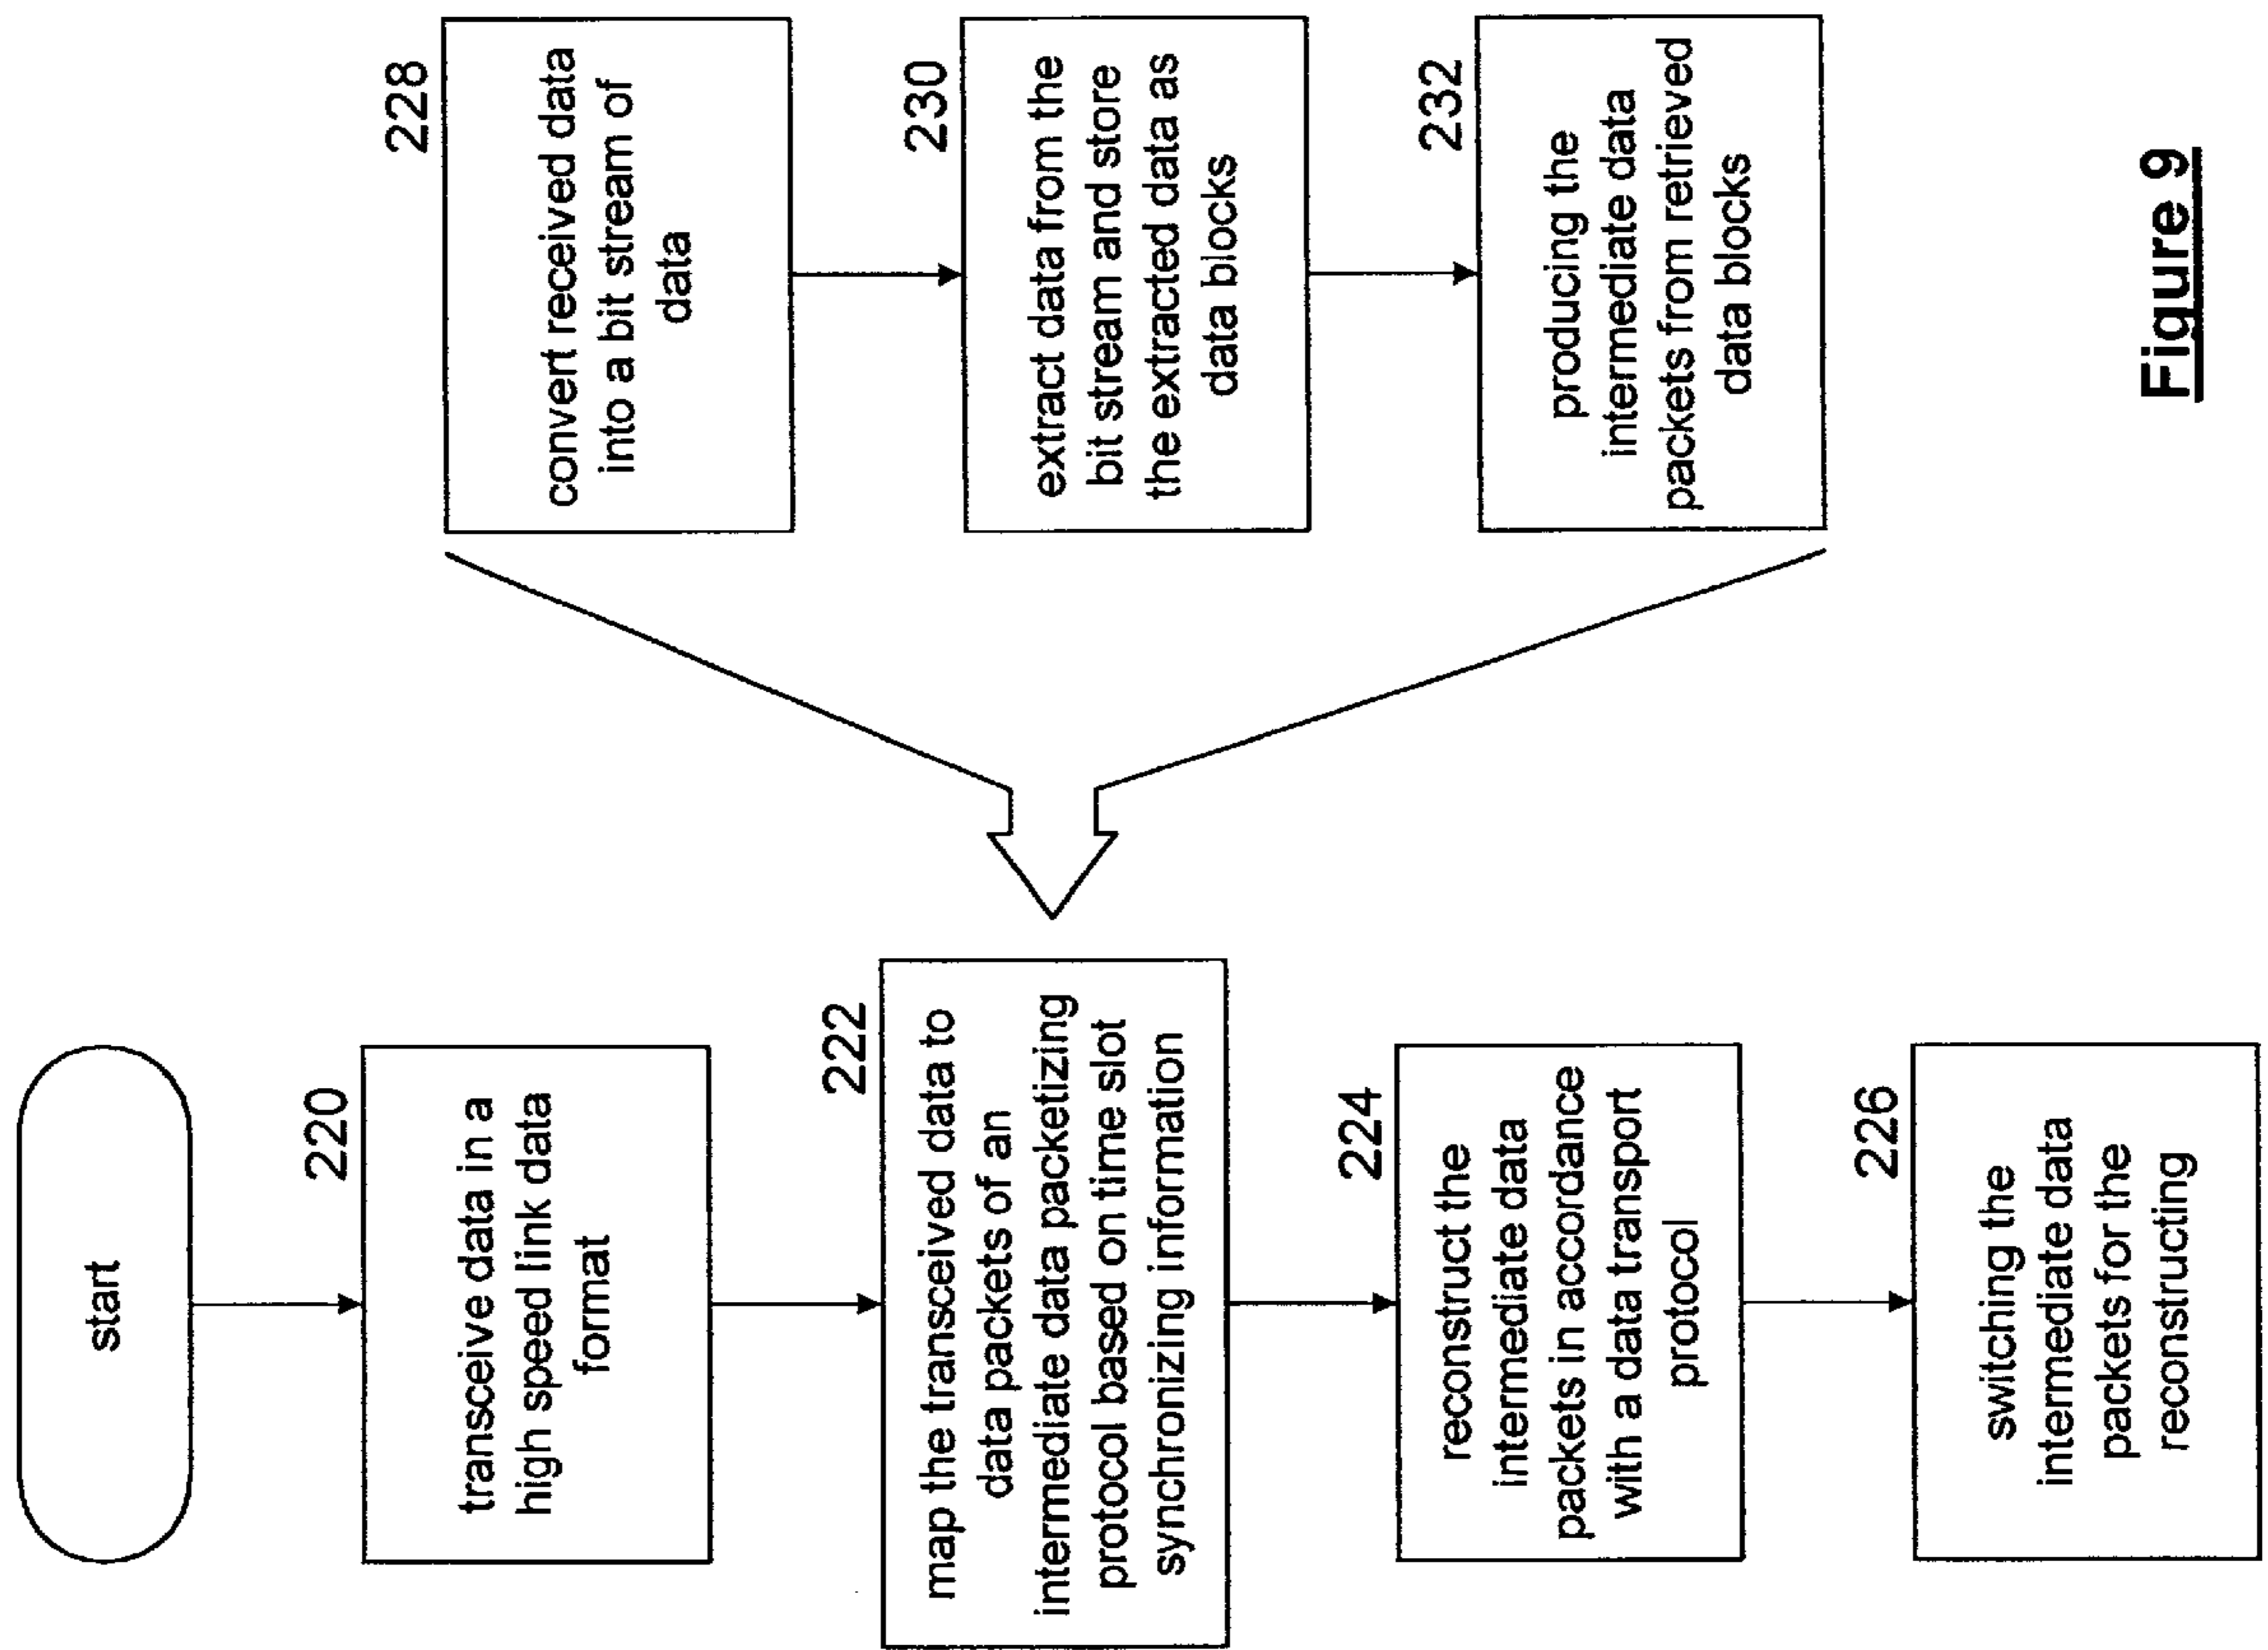 start
220
transceive data in a
high speed link data
format
222
map the transceived data to
data packets of an
intermediate data packetizing
protocol based on time slot
synchronizing information
224
reconstruct the
intermediate data
packets in accordance
with a data transport
protocol
226
switching the
intermediate data
packets for the
reconstructing
228
convert received data
into a bit stream of
data
230
extract data from the
bit stream and store
the extracted data as
data blocks
232
producing the
intermediate data
packets from retrieved
data blocks
Figure 9